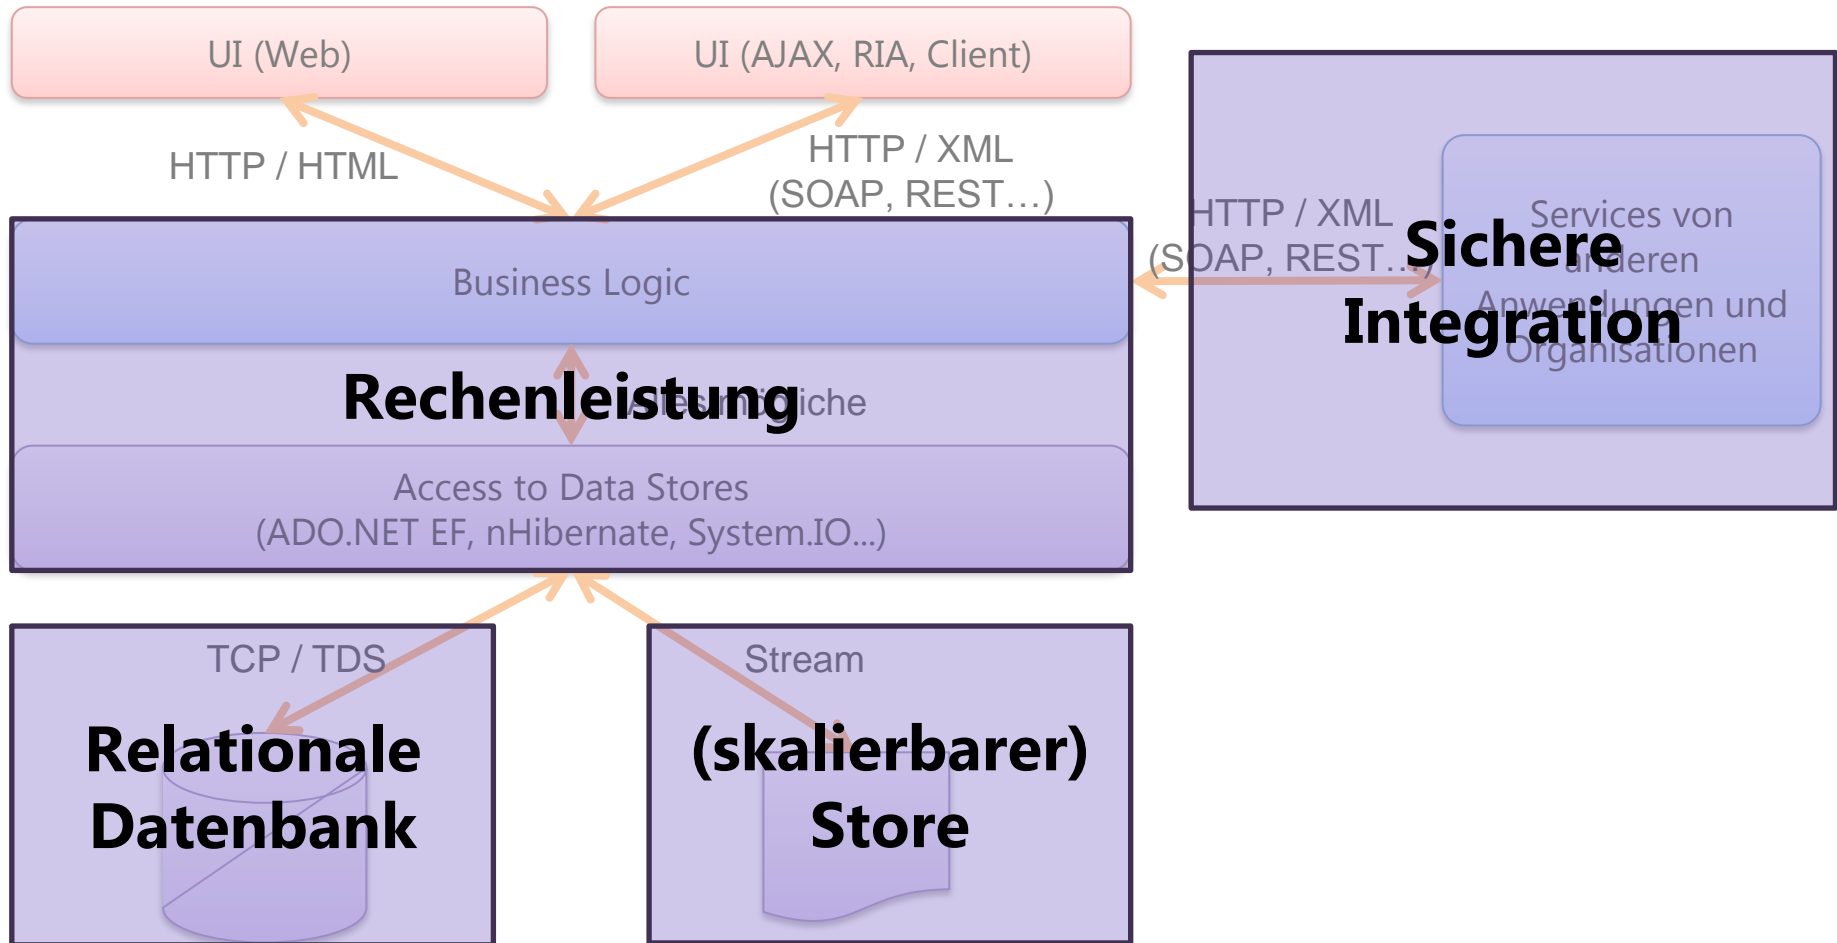 UI (Web)
UI (AJAX, RIA, Client)
HTTP / HTML
HTTP / XML
(SOAP, REST…)
HTTP / XML
(SOAP, REST…)
Services von
anderen
Anwendungen und
Organisationen
Sichere
Integration
Business Logic
Rechenleistung
Alles mögliche
Access to Data Stores
(ADO.NET EF, nHibernate, System.IO...)
TCP / TDS
Stream
Relationale
Datenbank
(skalierbarer)
Store